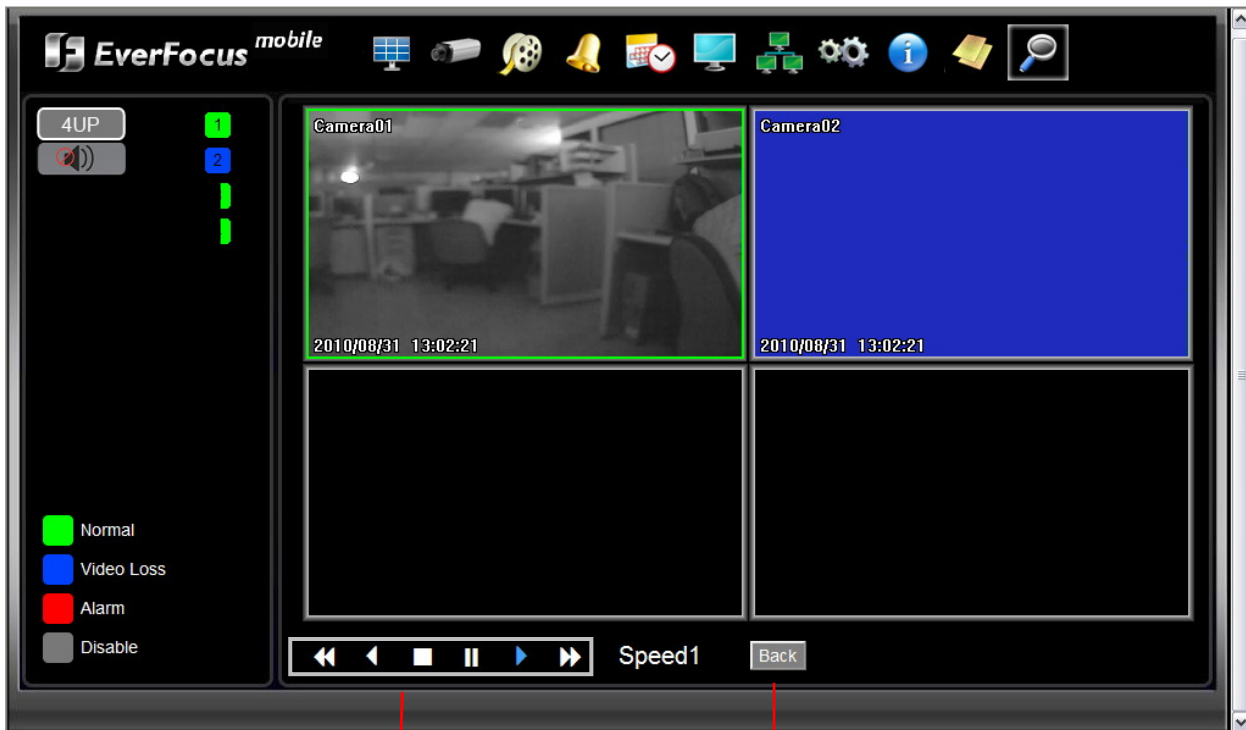 EverFocus mobile
4UP
1
2
Camera01
Camera02
2010/08/31 13:02:21
2010/08/31 13:02:21
Normal
Video Loss
Alarm
Disable
Speed1
Back